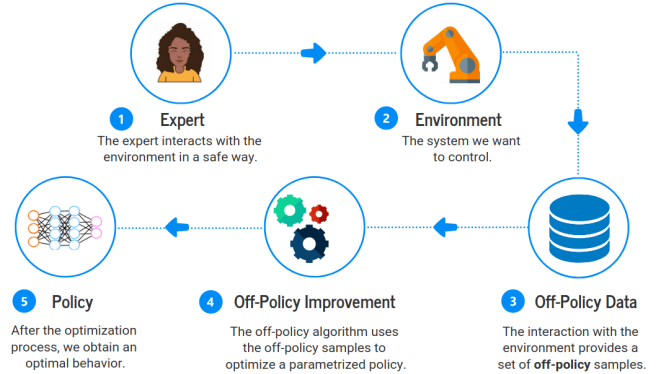 1 Expert
The expert interacts with the
environment in a safe way.
2 Environment
The system we want
to control.
3 Off-Policy Data
The interaction with the
environment provides a
set of off-policy samples.
4 Off-Policy Improvement
The off-policy algorithm uses
the off-policy samples to
optimize a parametrized policy.
5 Policy
After the optimization
process, we obtain an
optimal behavior.